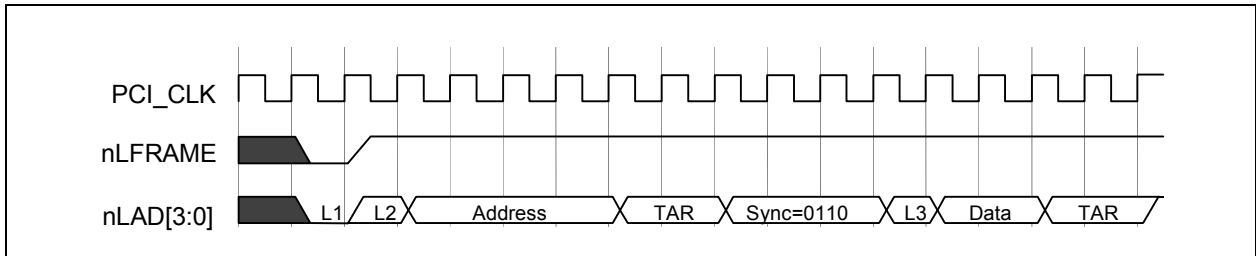 PCI_CLK
nLFRAME
nLAD[3:0] L1 L2 Address TAR Sync=0110 L3 Data TAR